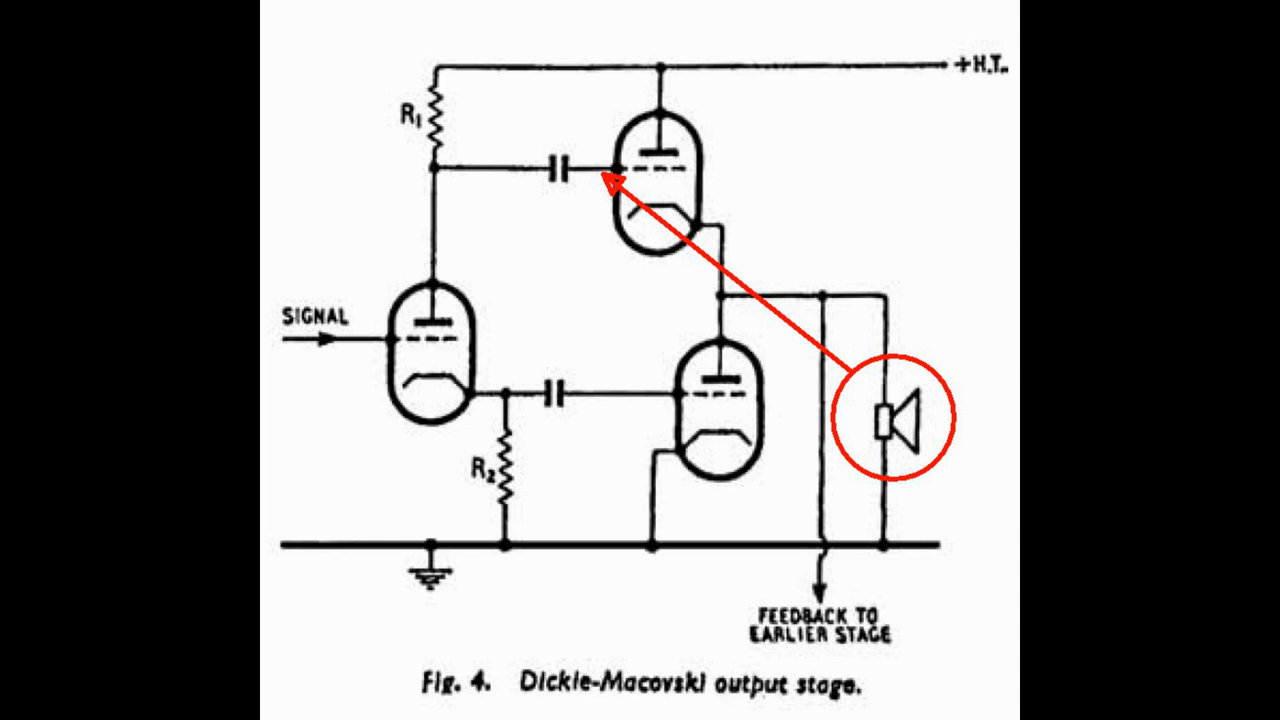 +H.T.
R1
SIGNAL
R2
FEEDBACK TO
EARLIER STAGE
Fig. 4. Dickie-Macovski output stage.